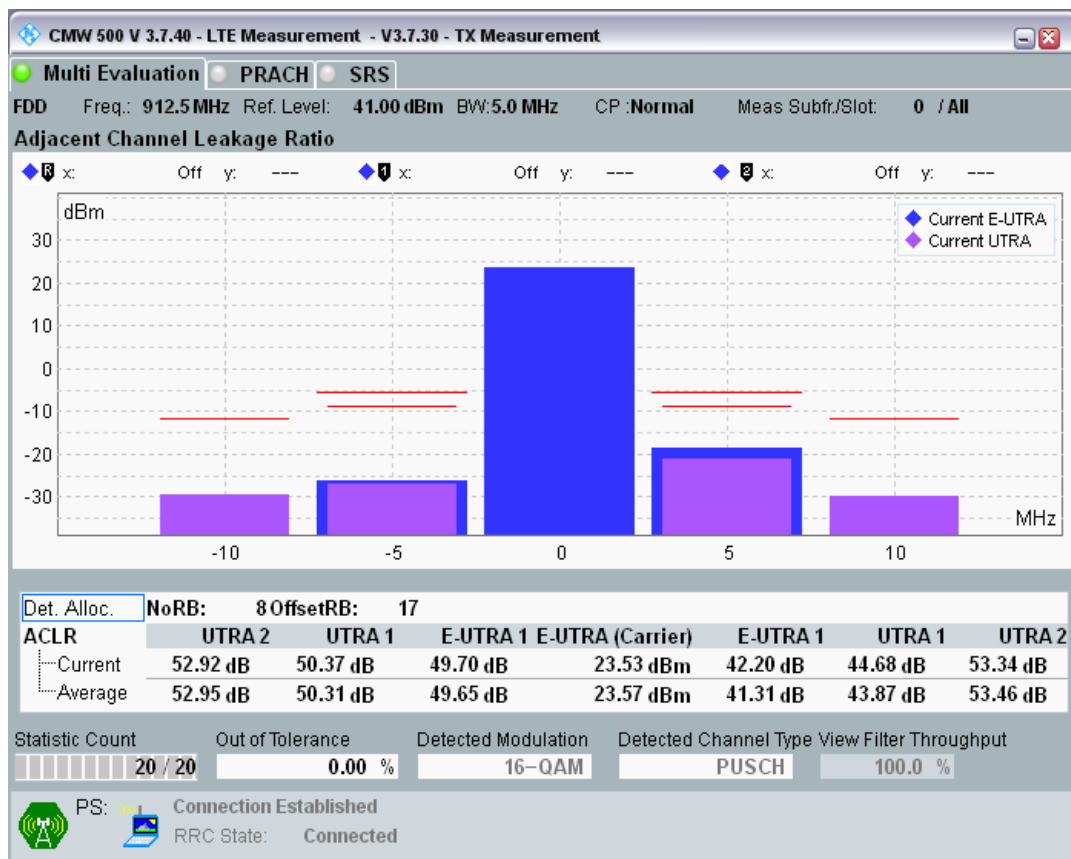 CMW 500 V 3.7.40 - LTE Measurement - V3.7.30 - TX Measurement
Multi Evaluation PRACH SRS
FDD Freq.: 912.5 MHz Ref. Level: 41.00 dBm BW:5.0 MHz CP :Normal Meas Subfr./Slot: 0 / All
Adjacent Channel Leakage Ratio
R x: Off y: --- 1 x: Off y: --- 2 x: Off y: ---
dBm
Current E-UTRA
Current UTRA
30
20
10
0
-10
-20
-30
MHz
-10 -5 0 5 10
Det. Alloc. NoRB: 8 OffsetRB: 17
ACLR UTRA 2 UTRA 1 E-UTRA 1 E-UTRA (Carrier) E-UTRA 1 UTRA 1 UTRA 2
Current 52.92 dB 50.37 dB 49.70 dB 23.53 dBm 42.20 dB 44.68 dB 53.34 dB
Average 52.95 dB 50.31 dB 49.65 dB 23.57 dBm 41.31 dB 43.87 dB 53.46 dB
Statistic Count Out of Tolerance Detected Modulation Detected Channel Type View Filter Throughput
20 / 20 0.00 % 16-QAM PUSCH 100.0 %
PS: Connection Established
RRC State: Connected